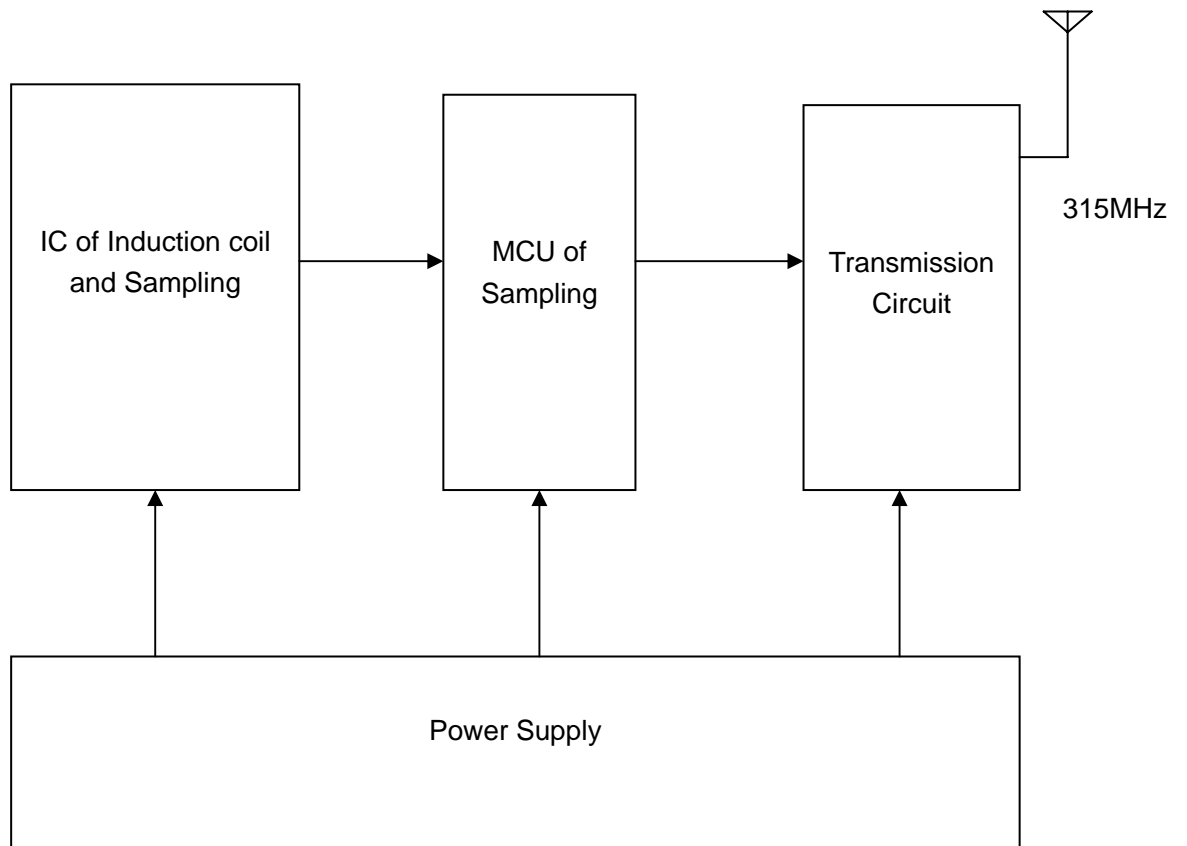 315MHz
IC of Induction coil
and Sampling
MCU of
Sampling
Transmission
Circuit
Power Supply